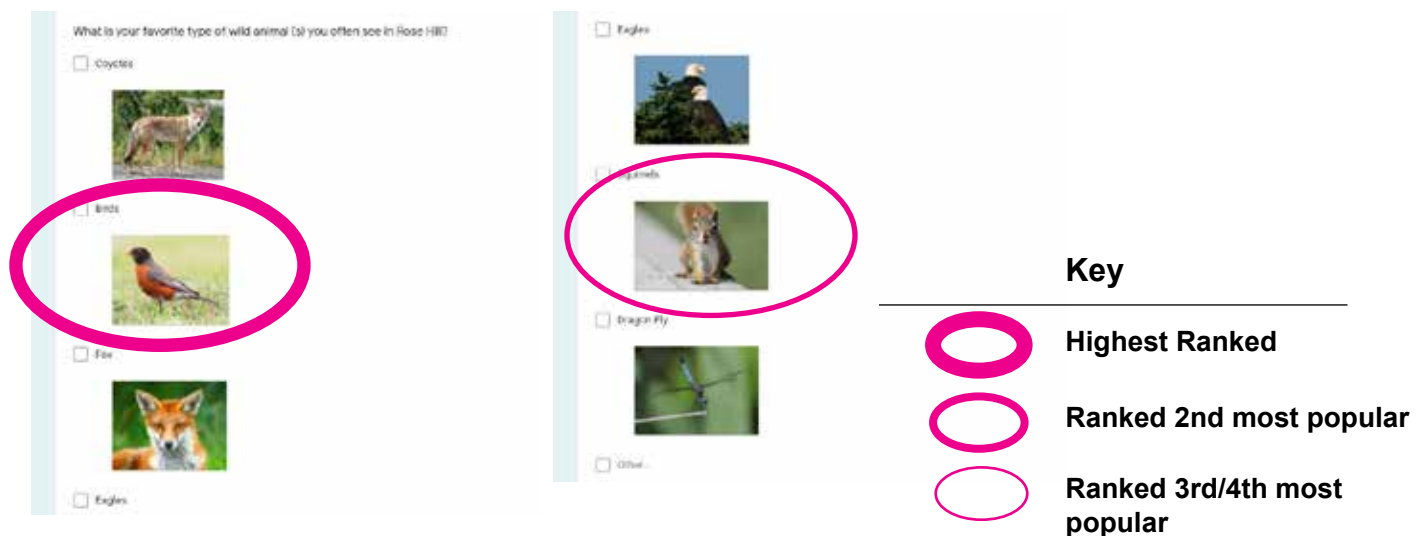 What is your favorite type of wild animal (s) you often see in Rose Hill?
Coyotes
Birds
Fox
Eagles
Eagles
Squirrels
Dragon Fly
Other...
Key
Highest Ranked
Ranked 2nd most popular
Ranked 3rd/4th most
popular